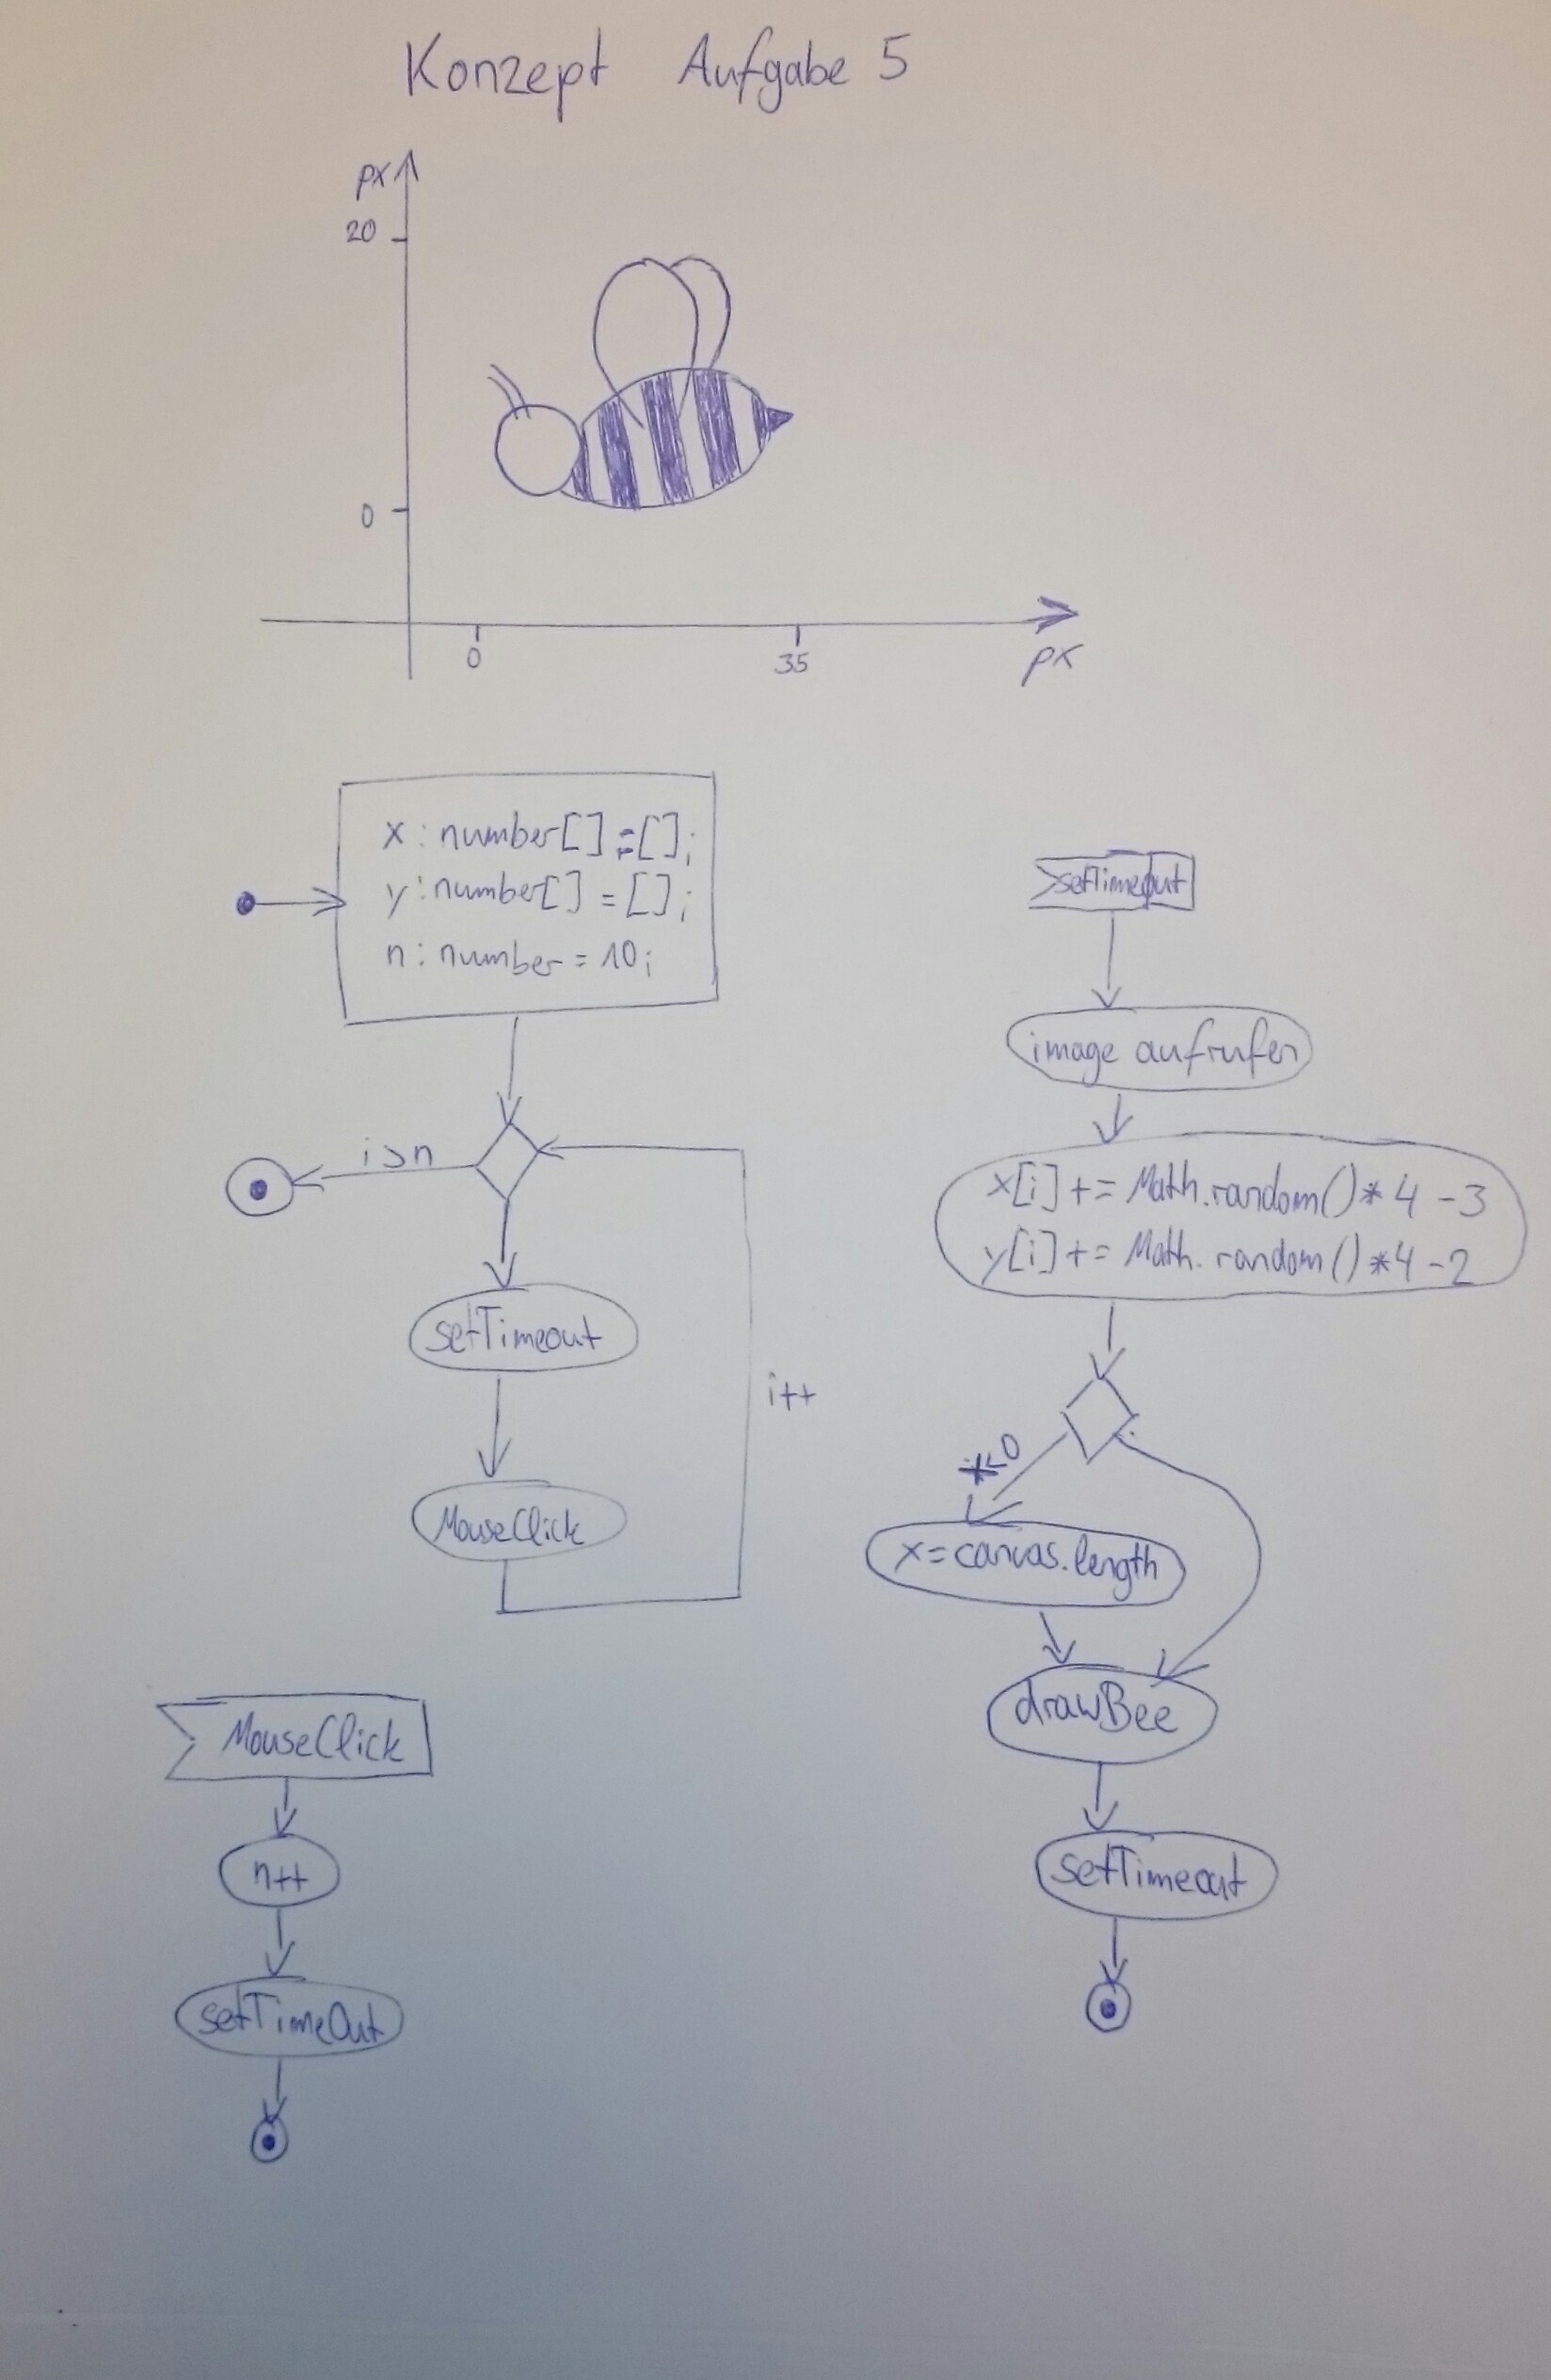 Konzept Aufgabe 5
px
20
0
0
35
px
x : number[] = [];
y : number[] = [];
n : number = 10;
i>n
setTimeout
MouseClick
i++
MouseClick
n++
setTimeOut
setTimeout
image aufrufen
x[i] += Math.random()*4 -3
y[i] += Math.random()*4 -2
x<0
x=canvas.length
drawBee
setTimeout